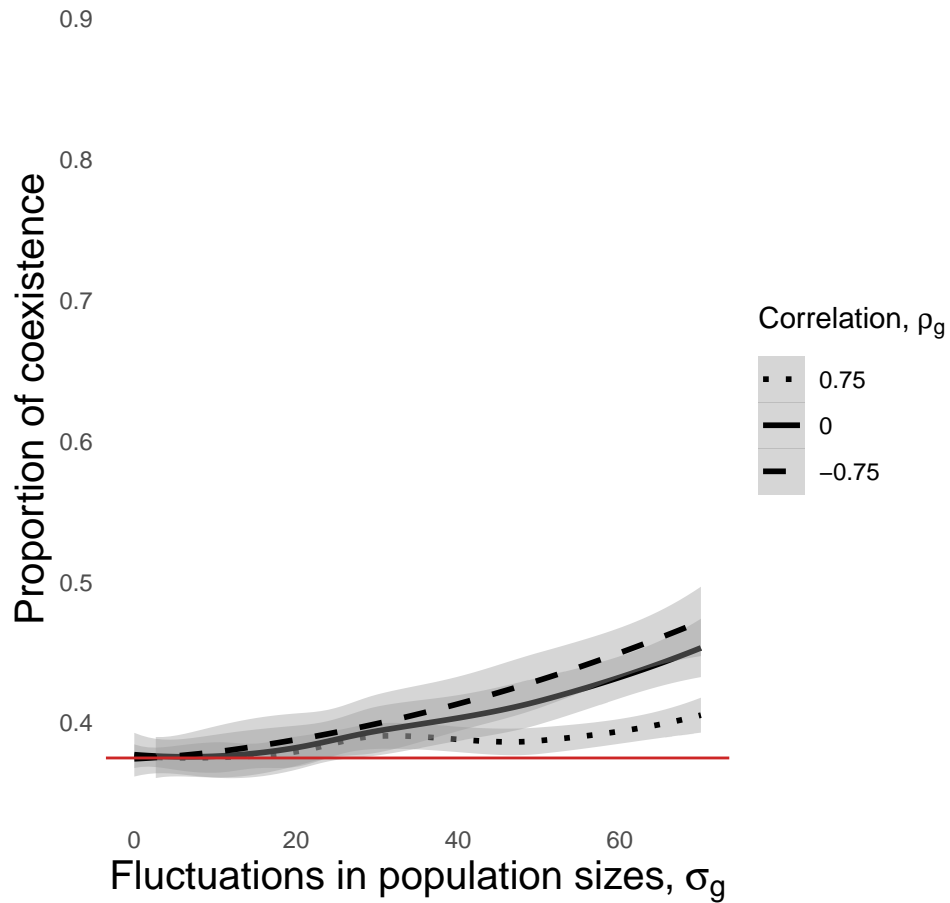 0.9
0.8
0.7
0.6
0.5
0.4
Proportion of coexistence
0 20 40 60
Fluctuations in population sizes, σg
Correlation, ρg
0.75
0
−0.75